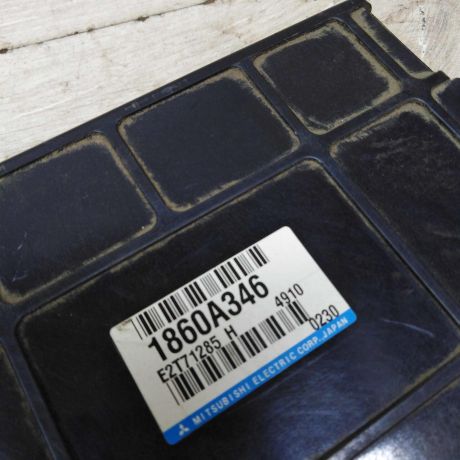 1860A346
E2T71285 H 4910
0230
MITSUBISHI ELECTRIC CORP. JAPAN